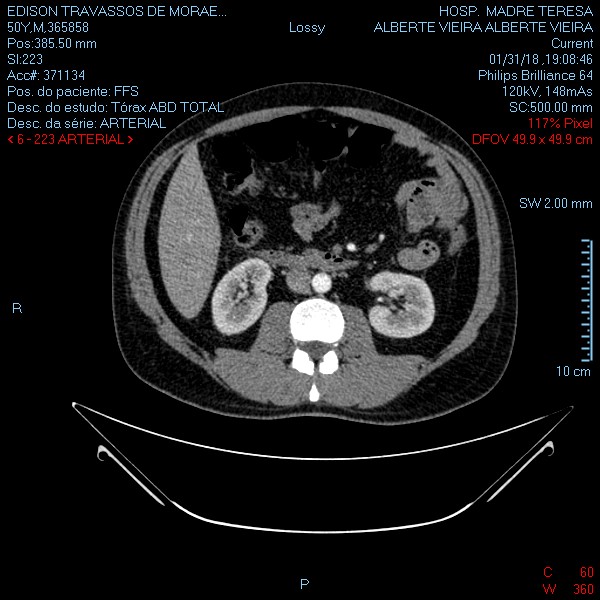 EDISON TRAVASSOS DE MORAE...
50Y,M,365858
Pos:385.50 mm
Sl:223
Acc#: 371134
Pos. do paciente: FFS
Desc. do estudo: Tórax ABD TOTAL
Desc. da série: ARTERIAL
< 6 - 223 ARTERIAL >
Lossy
HOSP. MADRE TERESA
ALBERTE VIEIRA ALBERTE VIEIRA
Current
01/31/18 ,19:08:46
Philips Brilliance 64
120kV, 148mAs
SC:500.00 mm
117% Pixel
DFOV 49.9 x 49.9 cm
SW 2.00 mm
R
10 cm
P
C 60
W 360